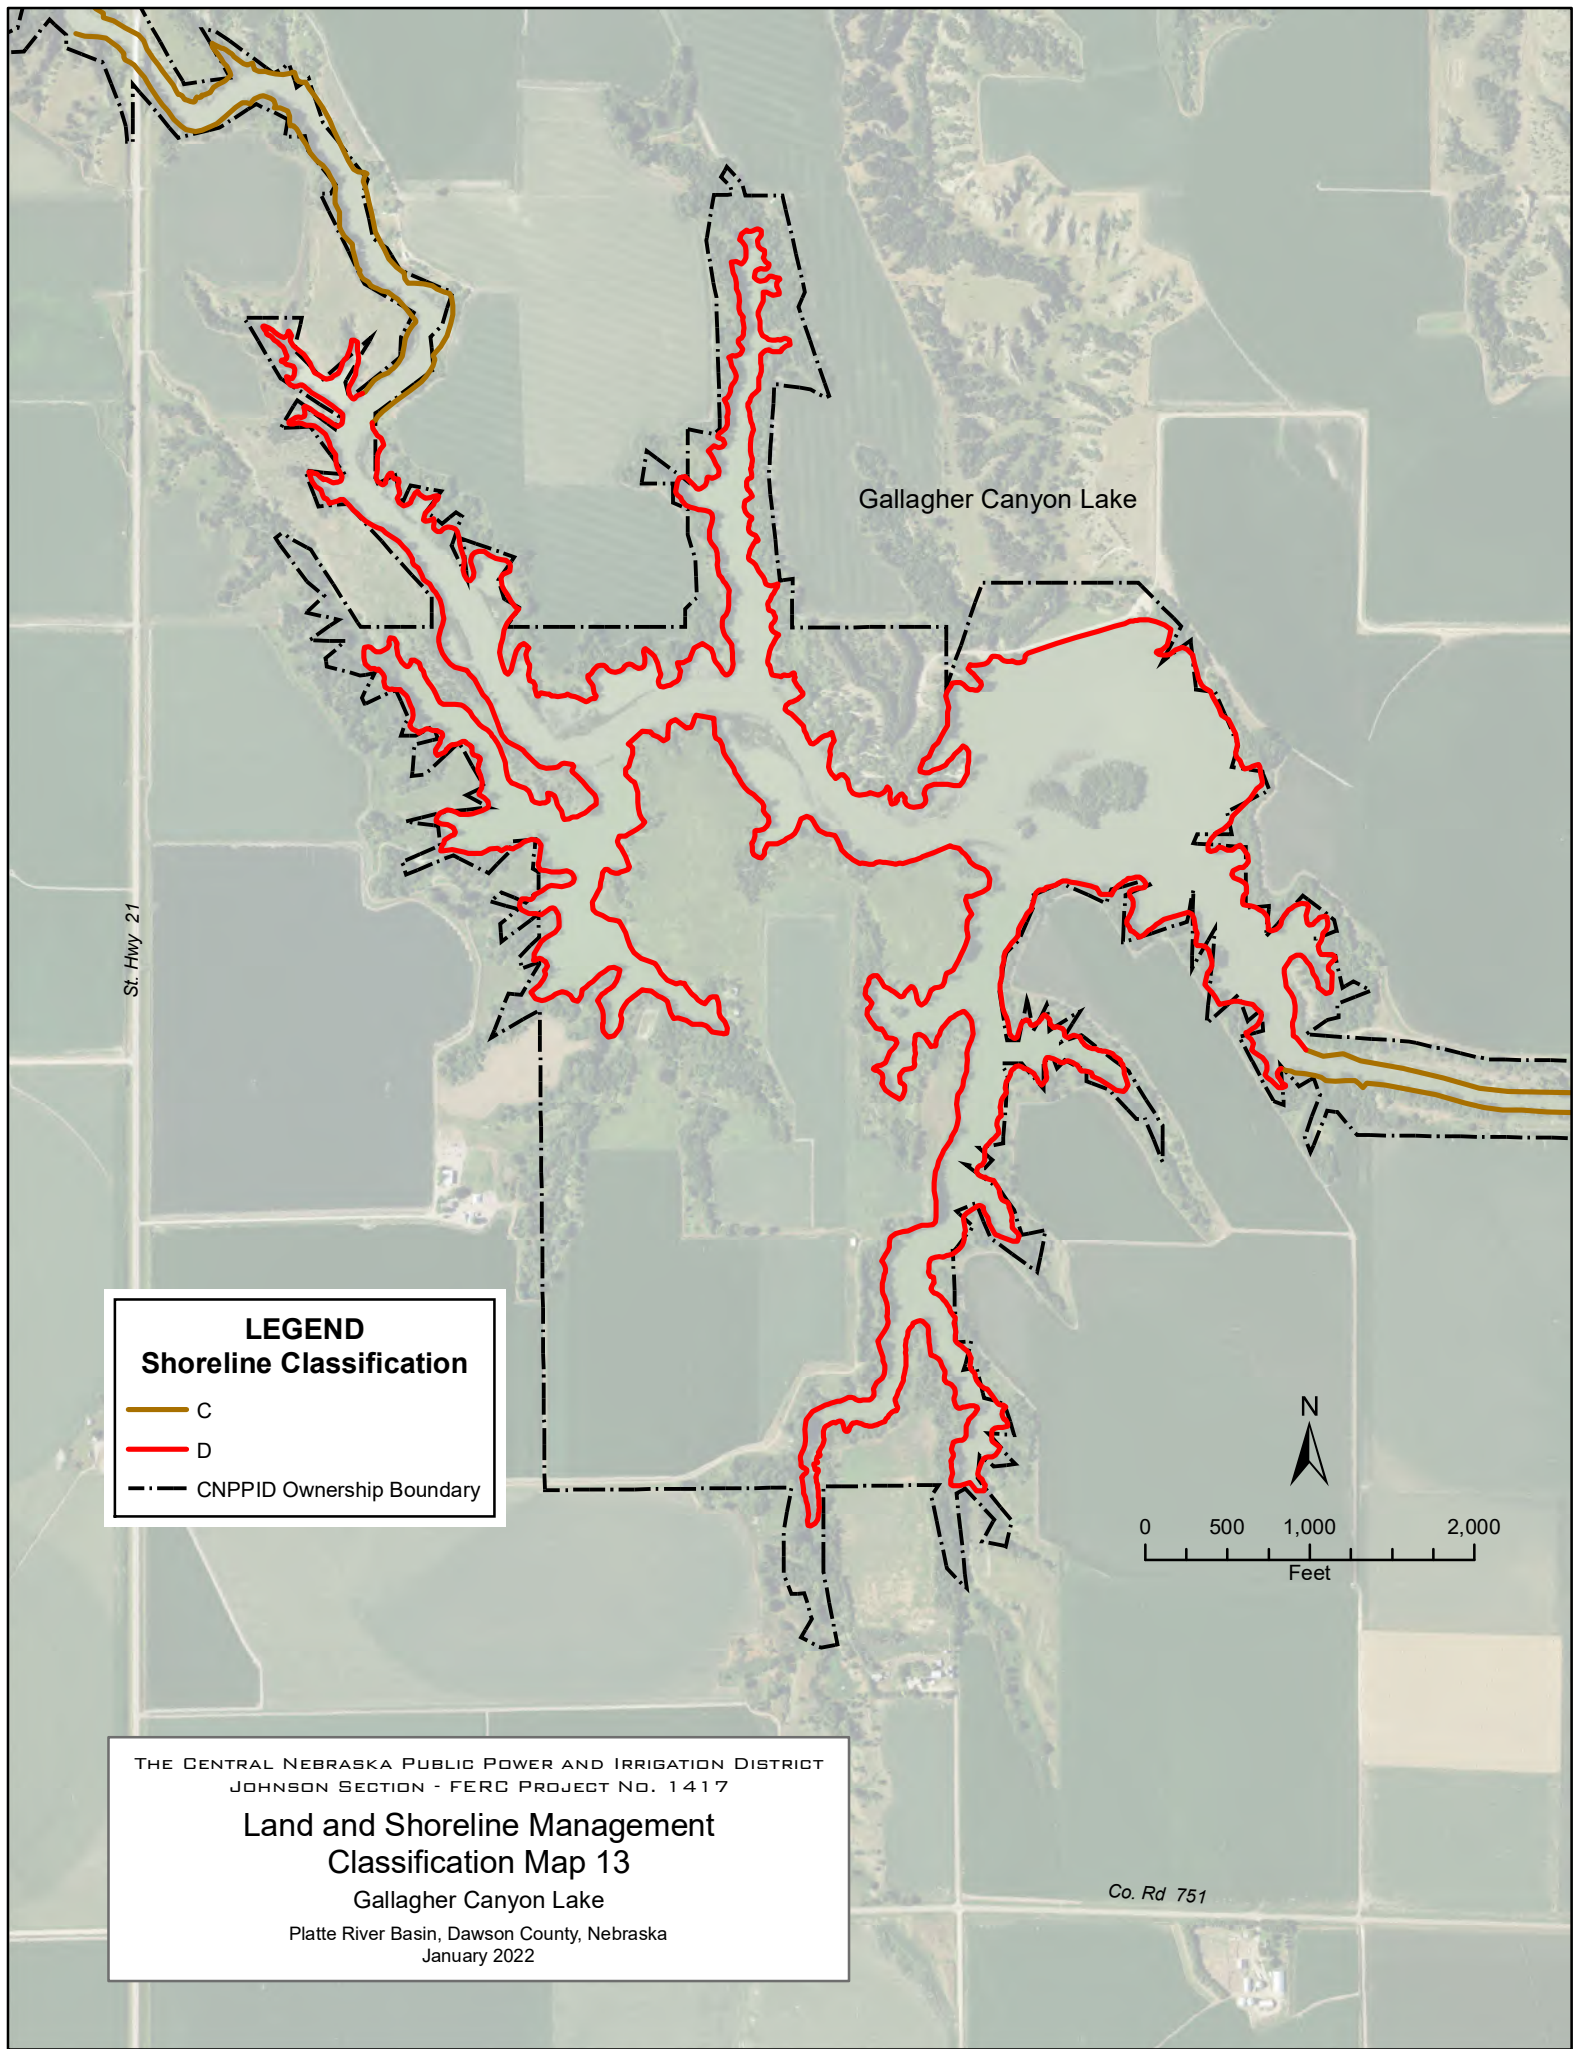 Gallagher Canyon Lake
St. Hwy 21
LEGEND
Shoreline Classification
C
D
CNPPID Ownership Boundary
N
0 500 1,000 2,000
Feet
THE CENTRAL NEBRASKA PUBLIC POWER AND IRRIGATION DISTRICT
JOHNSON SECTION - FERC PROJECT NO. 1417
Land and Shoreline Management
Classification Map 13
Gallagher Canyon Lake
Platte River Basin, Dawson County, Nebraska
January 2022
Co. Rd 751